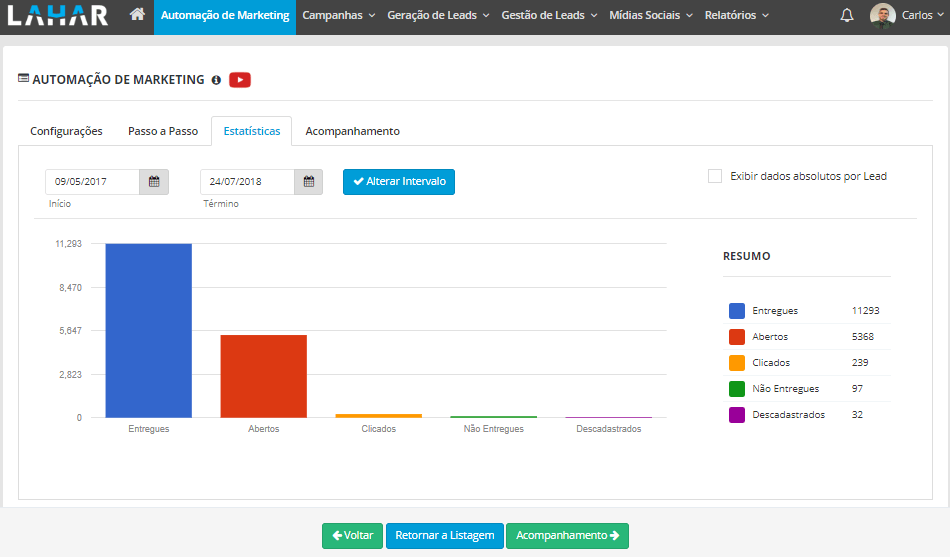 LAHAR Automação de Marketing Campanhas Geração de Leads Gestão de Leads Mídias Sociais Relatórios Carlos
AUTOMAÇÃO DE MARKETING
Configurações Passo a Passo Estatísticas Acompanhamento
09/05/2017 24/07/2018 Alterar Intervalo Exibir dados absolutos por Lead
Início Término
11,293
8,470
5,647
2,823
0
Entregues Abertos Clicados Não Entregues Descadastrados
RESUMO
Entregues 11293
Abertos 5368
Clicados 239
Não Entregues 97
Descadastrados 32
Voltar Retornar a Listagem Acompanhamento